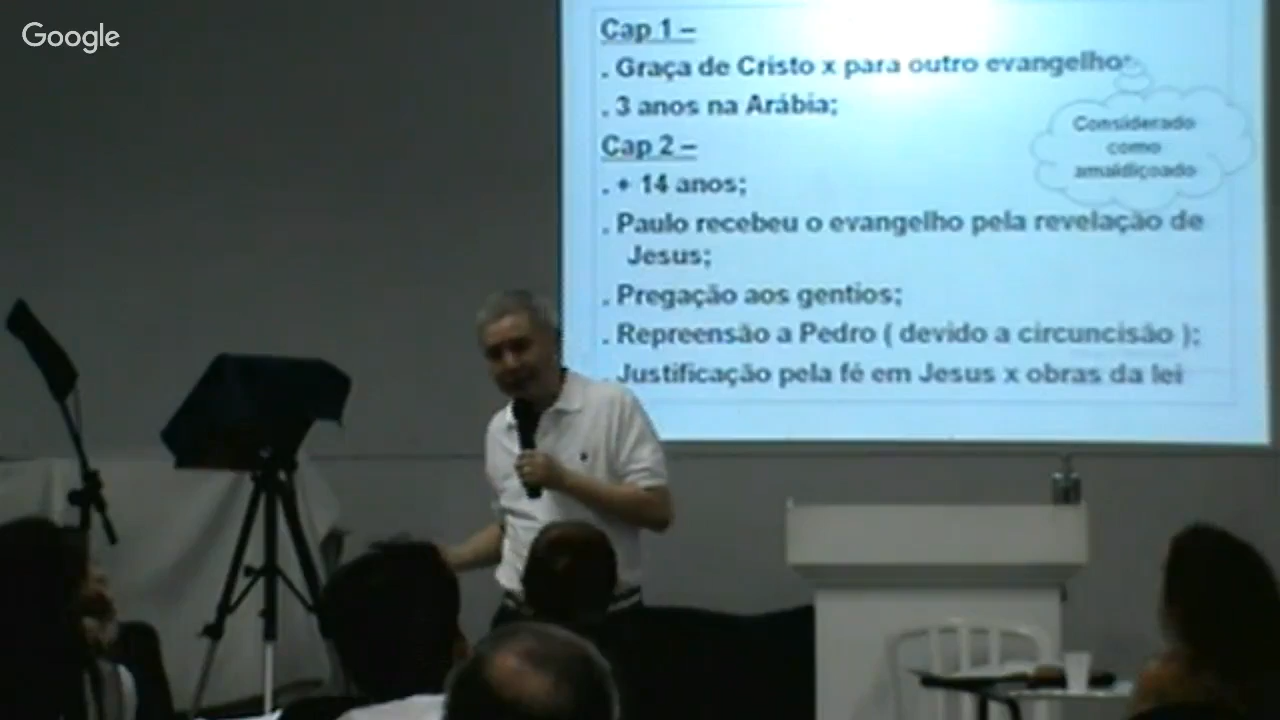 Google
Cap 1 –
. Graça de Cristo x para outro evangelho
. 3 anos na Arábia;
Considerado
como
amaldiçoado
Cap 2 –
. + 14 anos;
. Paulo recebeu o evangelho pela revelação de
Jesus;
. Pregação aos gentios;
. Repreensão a Pedro ( devido a circuncisão );
. Justificação pela fé em Jesus x obras da lei